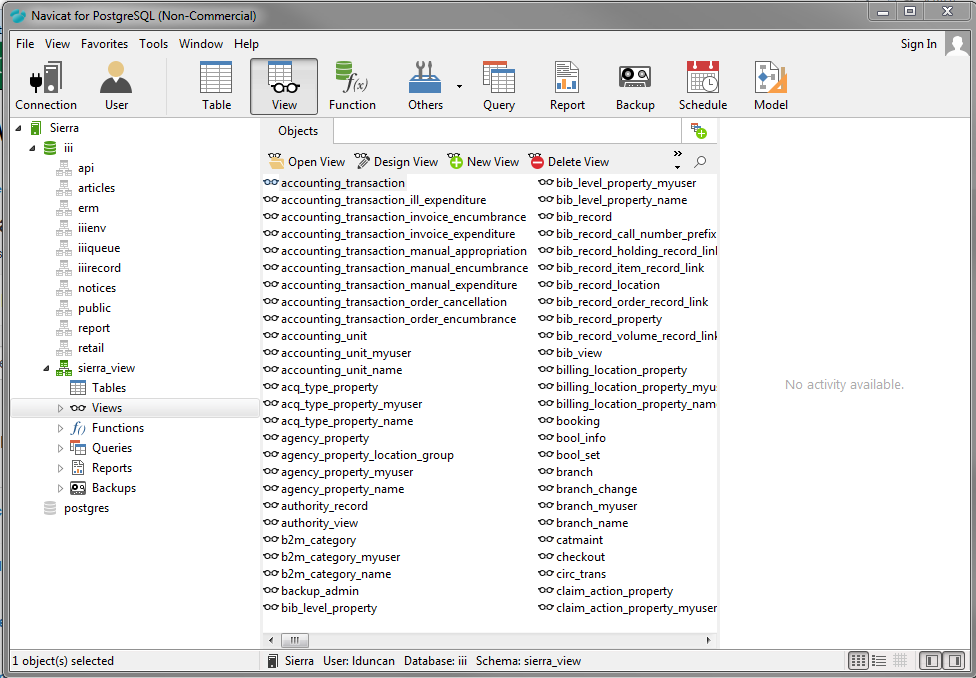 Navicat for PostgreSQL (Non-Commercial)
File View Favorites Tools Window Help Sign In
Connection User Table View Function Others Query Report Backup Schedule Model
Sierra
iii
api
articles
erm
iiienv
iiiqueue
iiirecord
notices
public
report
retail
sierra_view
Tables
Views
Functions
Queries
Reports
Backups
postgres
Objects
Open View Design View New View Delete View
accounting_transaction
accounting_transaction_ill_expenditure
accounting_transaction_invoice_encumbrance
accounting_transaction_invoice_expenditure
accounting_transaction_manual_appropriation
accounting_transaction_manual_encumbrance
accounting_transaction_manual_expenditure
accounting_transaction_order_cancellation
accounting_transaction_order_encumbrance
accounting_unit
accounting_unit_myuser
accounting_unit_name
acq_type_property
acq_type_property_myuser
acq_type_property_name
agency_property
agency_property_location_group
agency_property_myuser
agency_property_name
authority_record
authority_view
b2m_category
b2m_category_myuser
b2m_category_name
backup_admin
bib_level_property
bib_level_property_myuser
bib_level_property_name
bib_record
bib_record_call_number_prefix
bib_record_holding_record_link
bib_record_item_record_link
bib_record_location
bib_record_order_record_link
bib_record_property
bib_record_volume_record_link
bib_view
billing_location_property
billing_location_property_myu
billing_location_property_nam
booking
bool_info
bool_set
branch
branch_change
branch_myuser
branch_name
catmaint
checkout
circ_trans
claim_action_property
claim_action_property_myuser
No activity available.
1 object(s) selected
Sierra User: lduncan Database: iii Schema: sierra_view